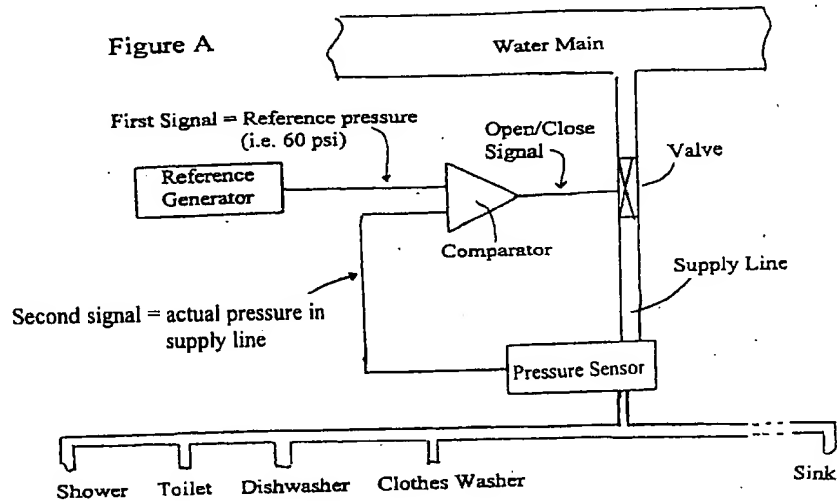 Figure A
Water Main
First Signal = Reference pressure
(i.e. 60 psi)
Open/Close
Signal
Valve
Reference
Generator
Comparator
Supply Line
Second signal = actual pressure in
supply line
Pressure Sensor
Shower
Toilet
Dishwasher
Clothes Washer
Sink